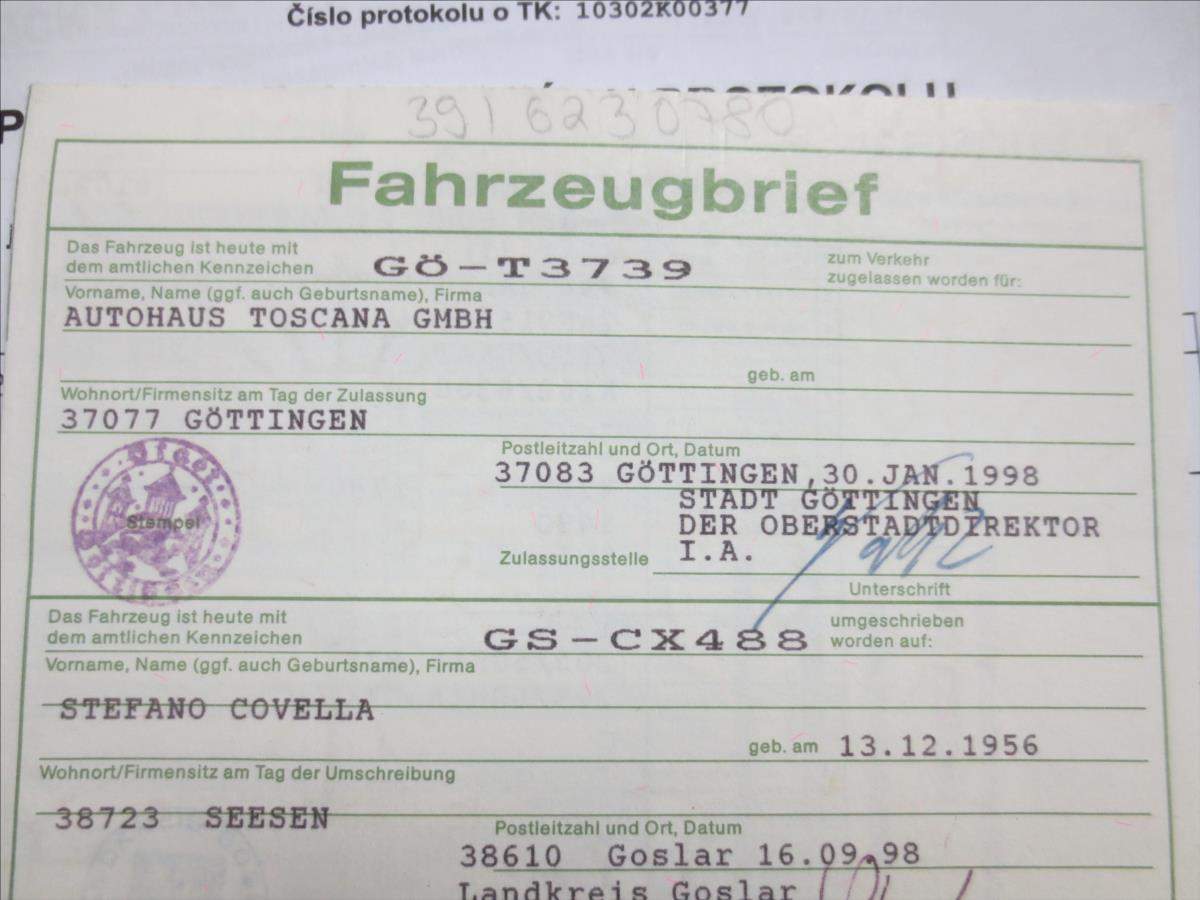 Číslo protokolu o TK: 10302K00377
PROTOKOLU
391 6230780
Fahrzeugbrief
Das Fahrzeug ist heute mit
dem amtlichen Kennzeichen GÖ-T3739 zum Verkehr
zugelassen worden für:
Vorname, Name (ggf. auch Geburtsname), Firma
AUTOHAUS TOSCANA GMBH
geb. am
Wohnort/Firmensitz am Tag der Zulassung
37077 GÖTTINGEN
Postleitzahl und Ort, Datum
37083 GÖTTINGEN,30.JAN.1998
STADT GÖTTINGEN
DER OBERSTADTDIREKTOR
Zulassungsstelle I.A.
Unterschrift
Stempel
Das Fahrzeug ist heute mit
dem amtlichen Kennzeichen GS-CX488 umgeschrieben
worden auf:
Vorname, Name (ggf. auch Geburtsname), Firma
STEFANO COVELLA
geb. am 13.12.1956
Wohnort/Firmensitz am Tag der Umschreibung
38723 SEESEN
Postleitzahl und Ort, Datum
38610 Goslar 16.09.98
Landkreis Goslar